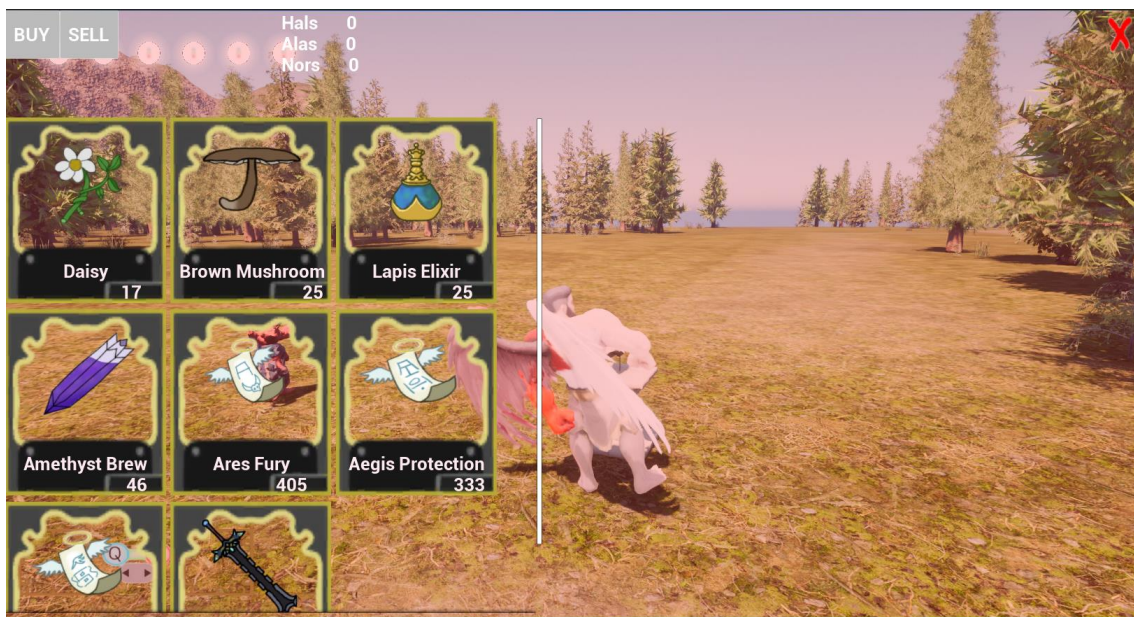 BUY SELL
Hals 0
Alas 0
Nors 0
X
Daisy
17
Brown Mushroom
25
Lapis Elixir
25
Amethyst Brew
46
Ares Fury
405
Aegis Protection
333
Q